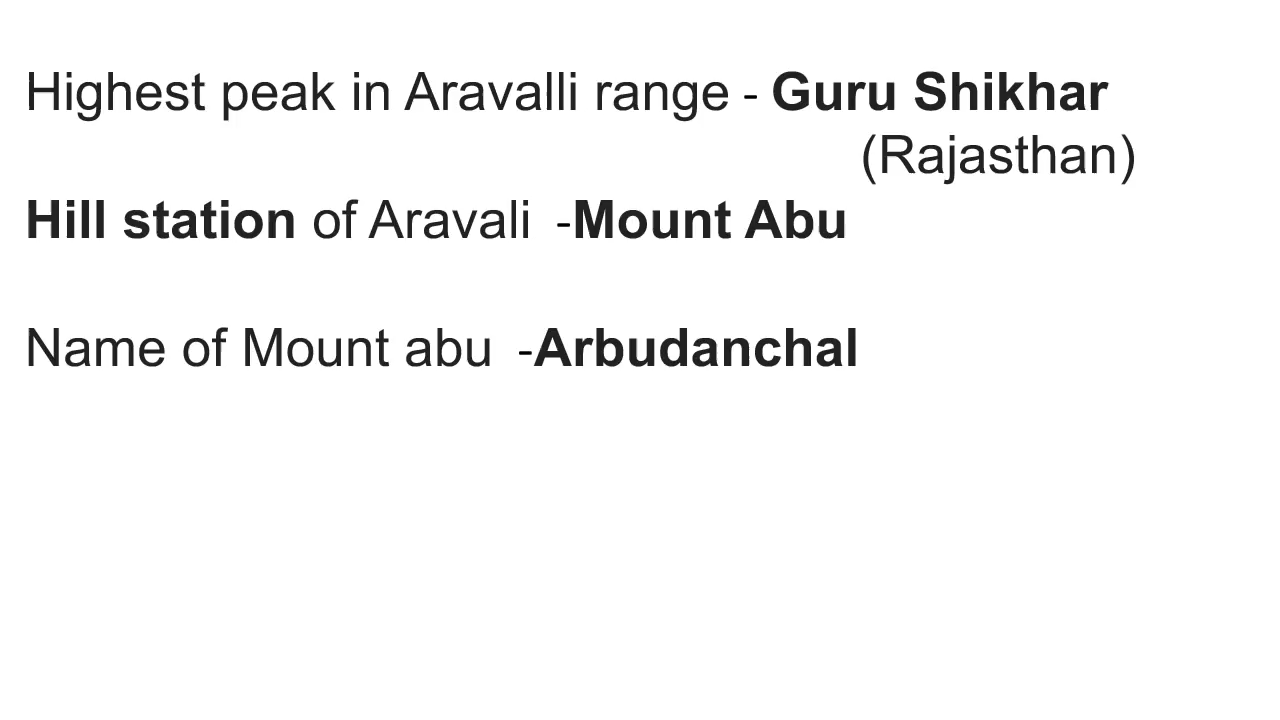 Highest peak in Aravalli range - Guru Shikhar
(Rajasthan)
Hill station of Aravali -Mount Abu
Name of Mount abu -Arbudanchal